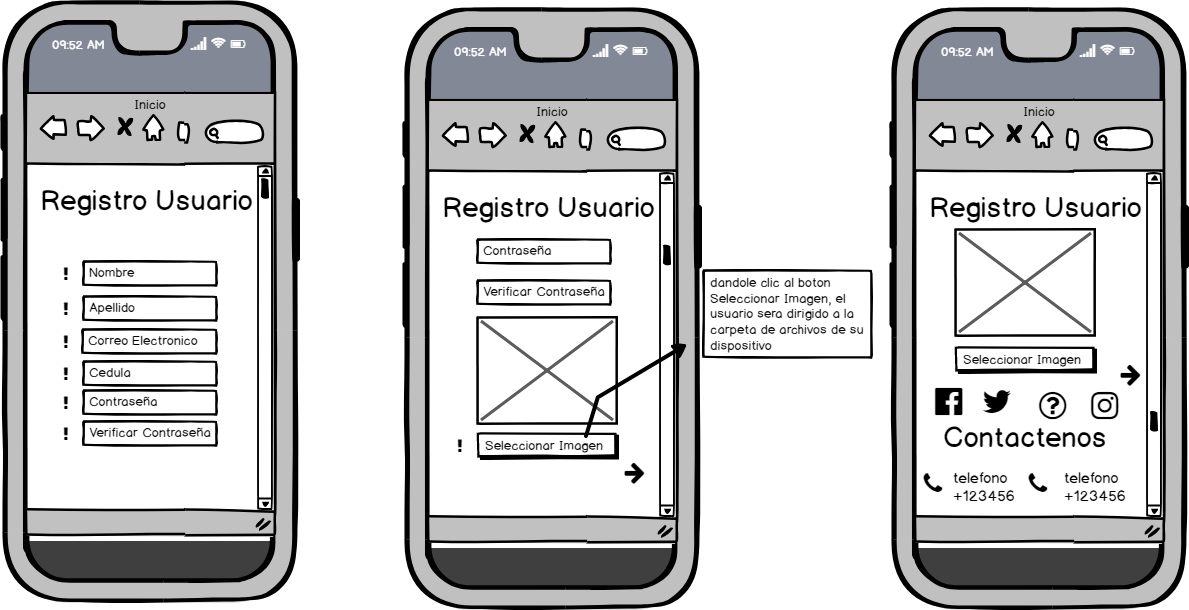 09:52 AM
Inicio
Registro Usuario
! Nombre
! Apellido
! Correo Electronico
! Cedula
! Contraseña
! Verificar Contraseña
09:52 AM
Inicio
Registro Usuario
Contraseña
Verificar Contraseña
! Seleccionar Imagen
dandole clic al boton
Seleccionar Imagen, el
usuario sera dirigido a la
carpeta de archivos de su
dispositivo
09:52 AM
Inicio
Registro Usuario
Seleccionar Imagen
Contactenos
telefono
+123456
telefono
+123456